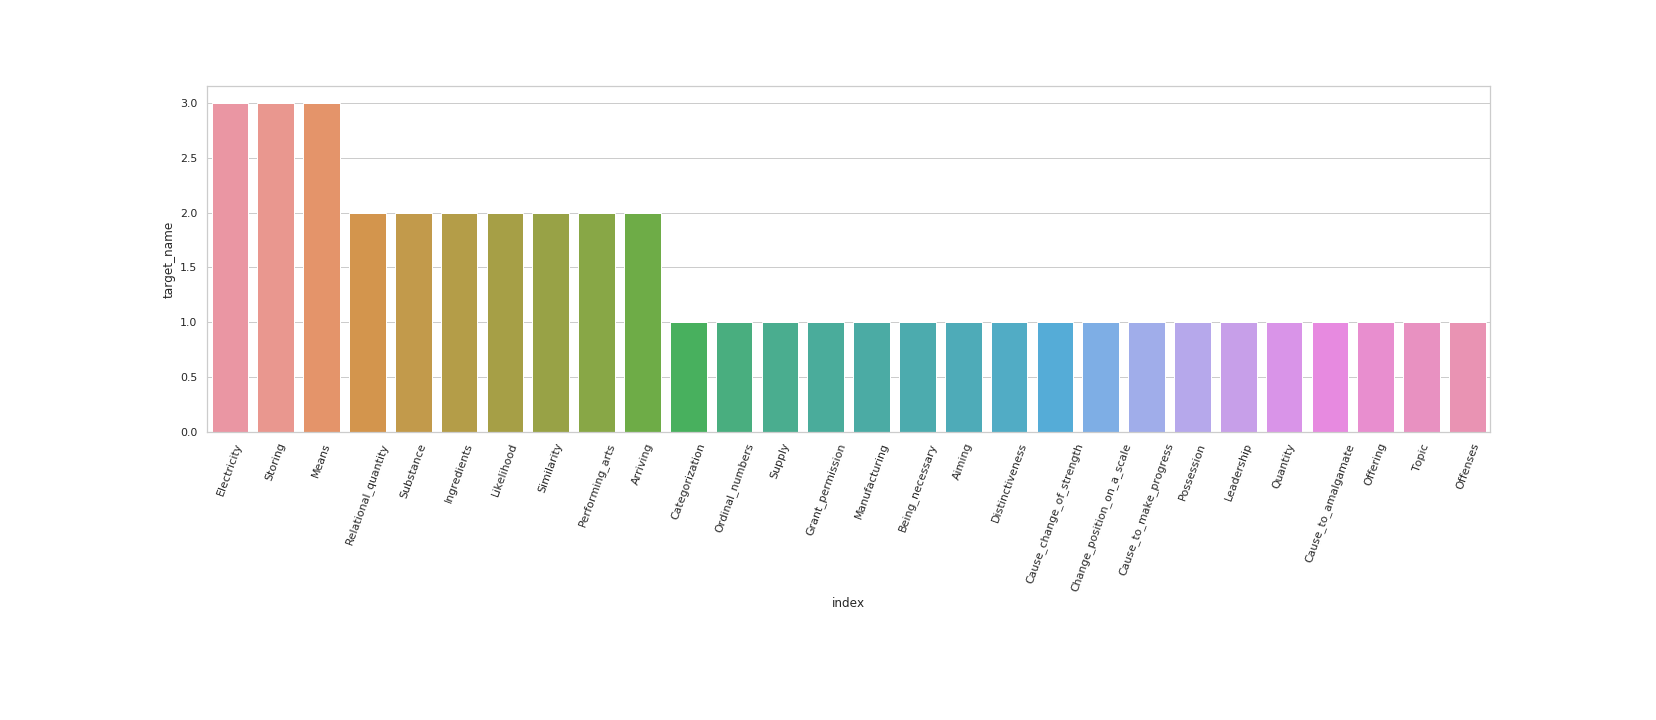 3.0
2.5
2.0
1.5
1.0
0.5
0.0
target_name
Electricity
Storing
Means
Relational_quantity
Substance
Ingredients
Likelihood
Similarity
Performing_arts
Arriving
Categorization
Ordinal_numbers
Supply
Grant_permission
Manufacturing
Being_necessary
Aiming
Distinctiveness
Cause_change_of_strength
Change_position_on_a_scale
Cause_to_make_progress
Possession
Leadership
Quantity
Cause_to_amalgamate
Offering
Topic
Offenses
index